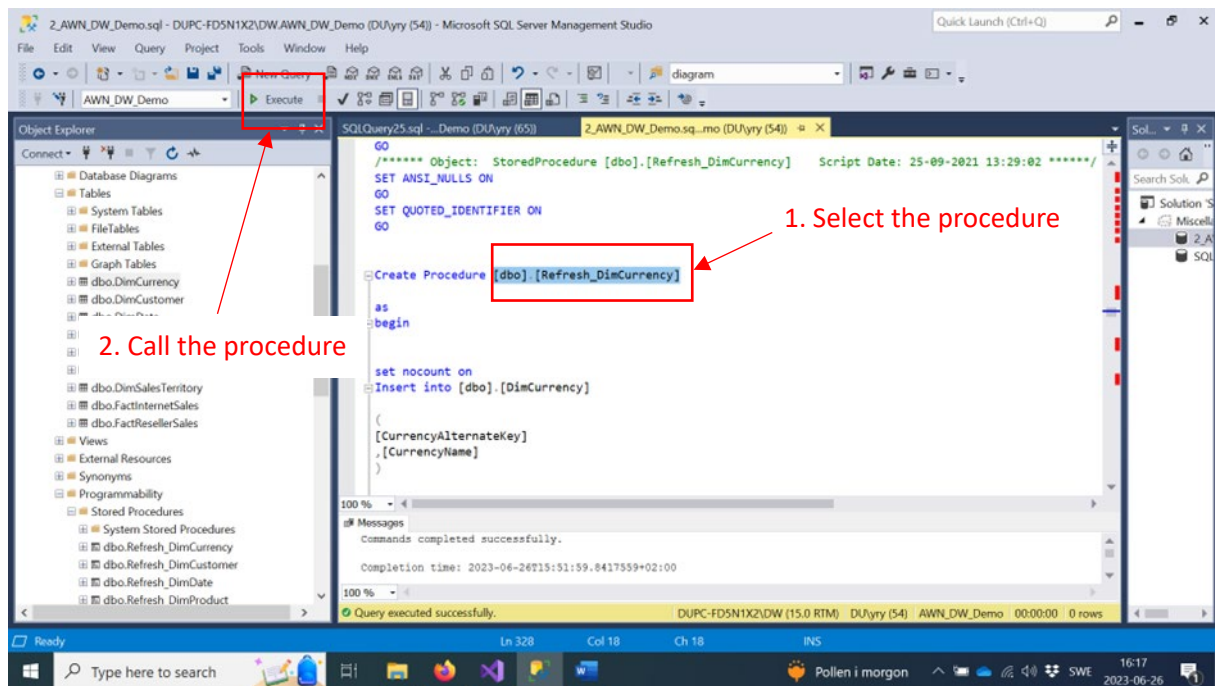 2_AWN_DW_Demo.sql - DUPC-FD5N1X2\DW.AWN_DW_Demo (DU\yry (54)) - Microsoft SQL Server Management Studio
Quick Launch (Ctrl+Q)
File Edit View Query Project Tools Window Help
New Query
diagram
AWN_DW_Demo
Execute
Object Explorer
SQLQuery25.sql -...Demo (DU\yry (65))
2_AWN_DW_Demo.sq...mo (DU\yry (54))
Sol...
Connect
Database Diagrams
Tables
System Tables
FileTables
External Tables
Graph Tables
dbo.DimCurrency
dbo.DimCustomer
2. Call the procedure
dbo.DimSalesTerritory
dbo.FactInternetSales
dbo.FactResellerSales
Views
External Resources
Synonyms
Programmability
Stored Procedures
System Stored Procedures
dbo.Refresh_DimCurrency
dbo.Refresh_DimCustomer
dbo.Refresh_DimDate
dbo.Refresh_DimProduct
GO
/****** Object: StoredProcedure [dbo].[Refresh_DimCurrency] Script Date: 25-09-2021 13:29:02 ******/
SET ANSI_NULLS ON
GO
SET QUOTED_IDENTIFIER ON
GO
1. Select the procedure
Create Procedure [dbo].[Refresh_DimCurrency]
as
begin
set nocount on
Insert into [dbo].[DimCurrency]
(
[CurrencyAlternateKey]
,[CurrencyName]
)
100 %
Messages
Commands completed successfully.
Completion time: 2023-06-26T15:51:59.8417559+02:00
100 %
Query executed successfully.
DUPC-FD5N1X2\DW (15.0 RTM) DU\yry (54) AWN_DW_Demo 00:00:00 0 rows
Search Solu
Solution 'S
Miscella
2_A
SQL
Ready
Ln 328 Col 18 Ch 18 INS
Type here to search
Pollen i morgon
SWE
16:17
2023-06-26